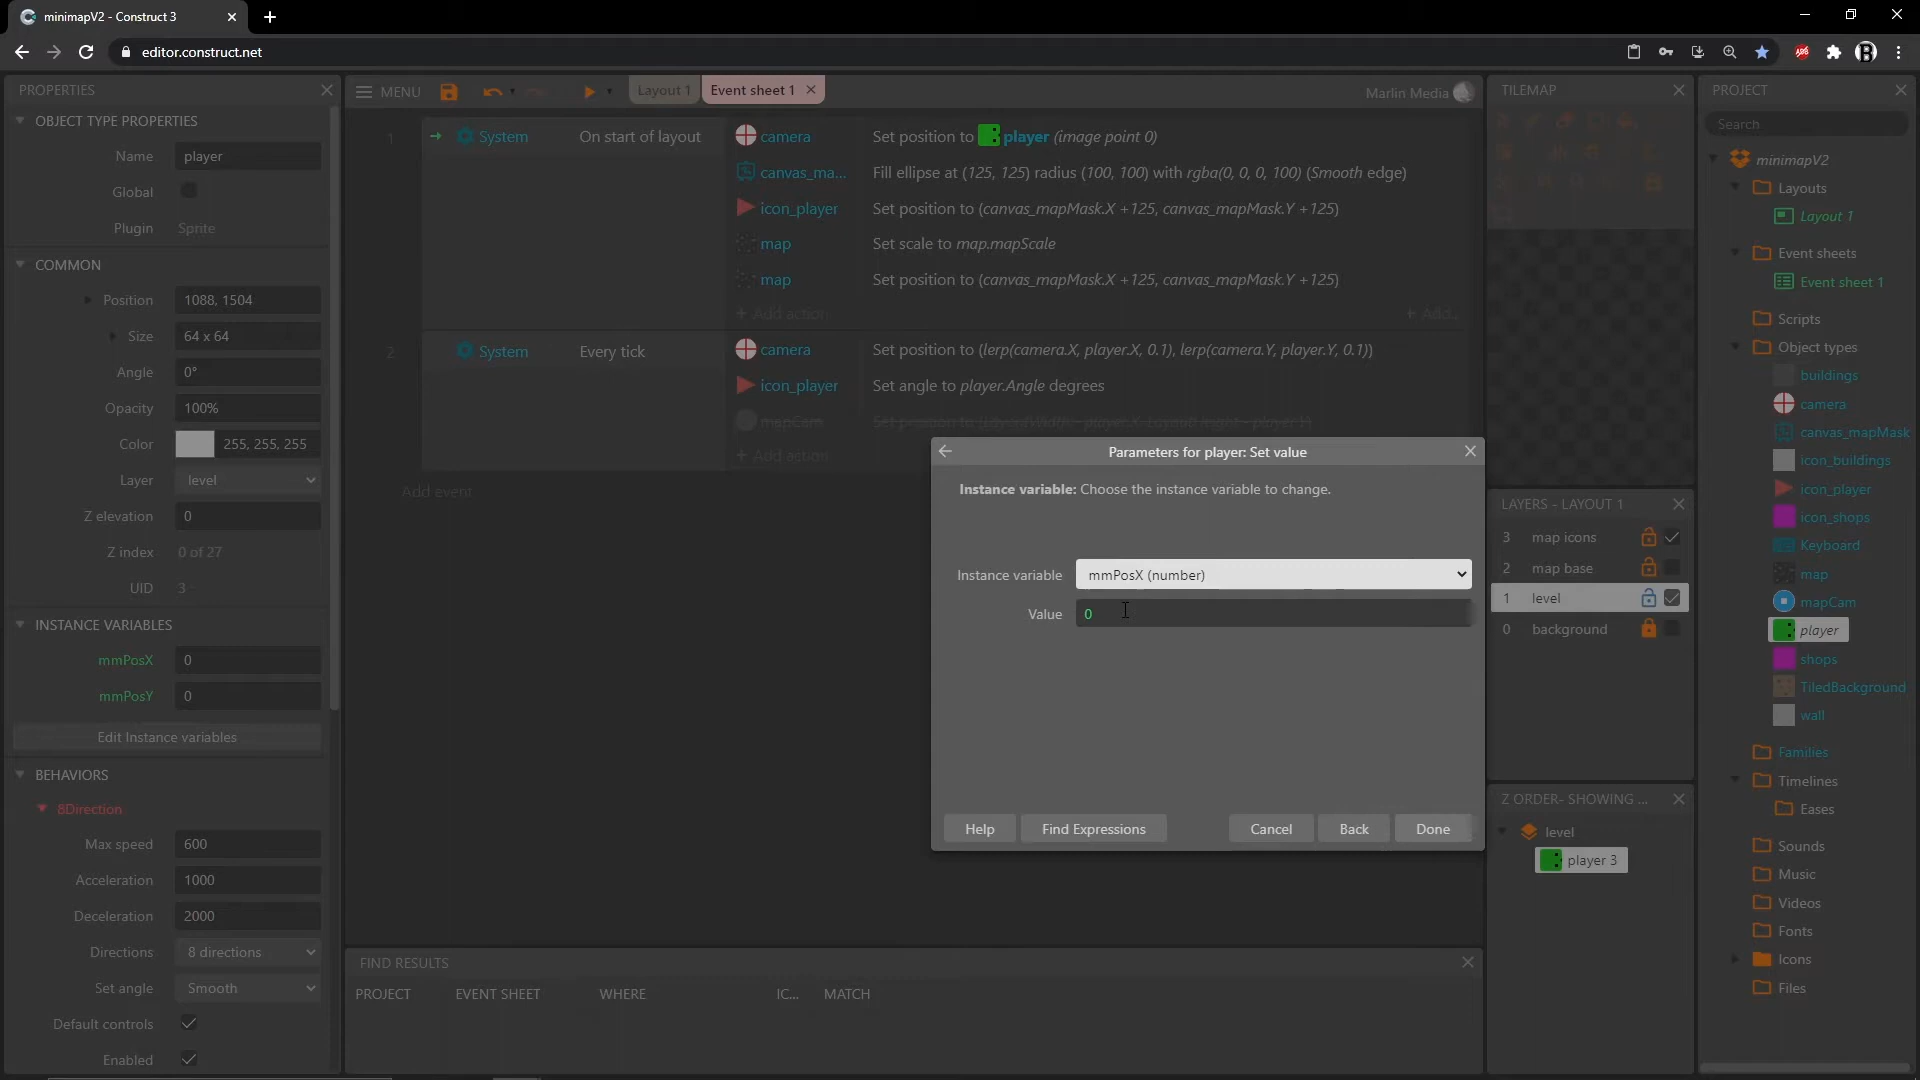 minimapV2 - Construct 3
editor.construct.net
PROPERTIES
OBJECT TYPE PROPERTIES
Name player
Global
Plugin Sprite
COMMON
Position 1088, 1504
Size 64 x 64
Angle 0°
Opacity 100%
Color 255, 255, 255
Layer level
Z elevation 0
Z index 0 of 27
UID 3
INSTANCE VARIABLES
mmPosX 0
mmPosY 0
Edit Instance variables
BEHAVIORS
8Direction
Max speed 600
Acceleration 1000
Deceleration 2000
Directions 8 directions
Set angle Smooth
Default controls
Enabled
MENU
Layout 1
Event sheet 1
Marlin Media
1 System On start of layout
camera Set position to player (image point 0)
canvas_ma... Fill ellipse at (125, 125) radius (100, 100) with rgba(0, 0, 0, 100) (Smooth edge)
icon_player Set position to (canvas_mapMask.X +125, canvas_mapMask.Y +125)
map Set scale to map.mapScale
map Set position to (canvas_mapMask.X +125, canvas_mapMask.Y +125)
+ Add action + Add...
2 System Every tick
camera Set position to (lerp(camera.X, player.X, 0.1), lerp(camera.Y, player.Y, 0.1))
icon_player Set angle to player.Angle degrees
mapCam Set position to (LayoutWidth - player.X, LayoutHeight - player.Y)
+ Add action
Add event
Parameters for player: Set value
Instance variable: Choose the instance variable to change.
Instance variable mmPosX (number)
Value 0
Help
Find Expressions
Cancel
Back
Done
FIND RESULTS
PROJECT EVENT SHEET WHERE IC... MATCH
TILEMAP
LAYERS - LAYOUT 1
3 map icons
2 map base
1 level
0 background
Z ORDER- SHOWING ...
level
player 3
PROJECT
Search
minimapV2
Layouts
Layout 1
Event sheets
Event sheet 1
Scripts
Object types
buildings
camera
canvas_mapMask
icon_buildings
icon_player
icon_shops
Keyboard
map
mapCam
player
shops
TiledBackground
wall
Families
Timelines
Eases
Sounds
Music
Videos
Fonts
Icons
Files